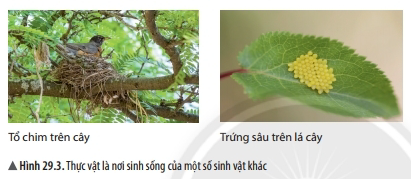 Tổ chim trên cây
Trứng sâu trên lá cây
▲ Hình 29.3. Thực vật là nơi sinh sống của một số sinh vật khác